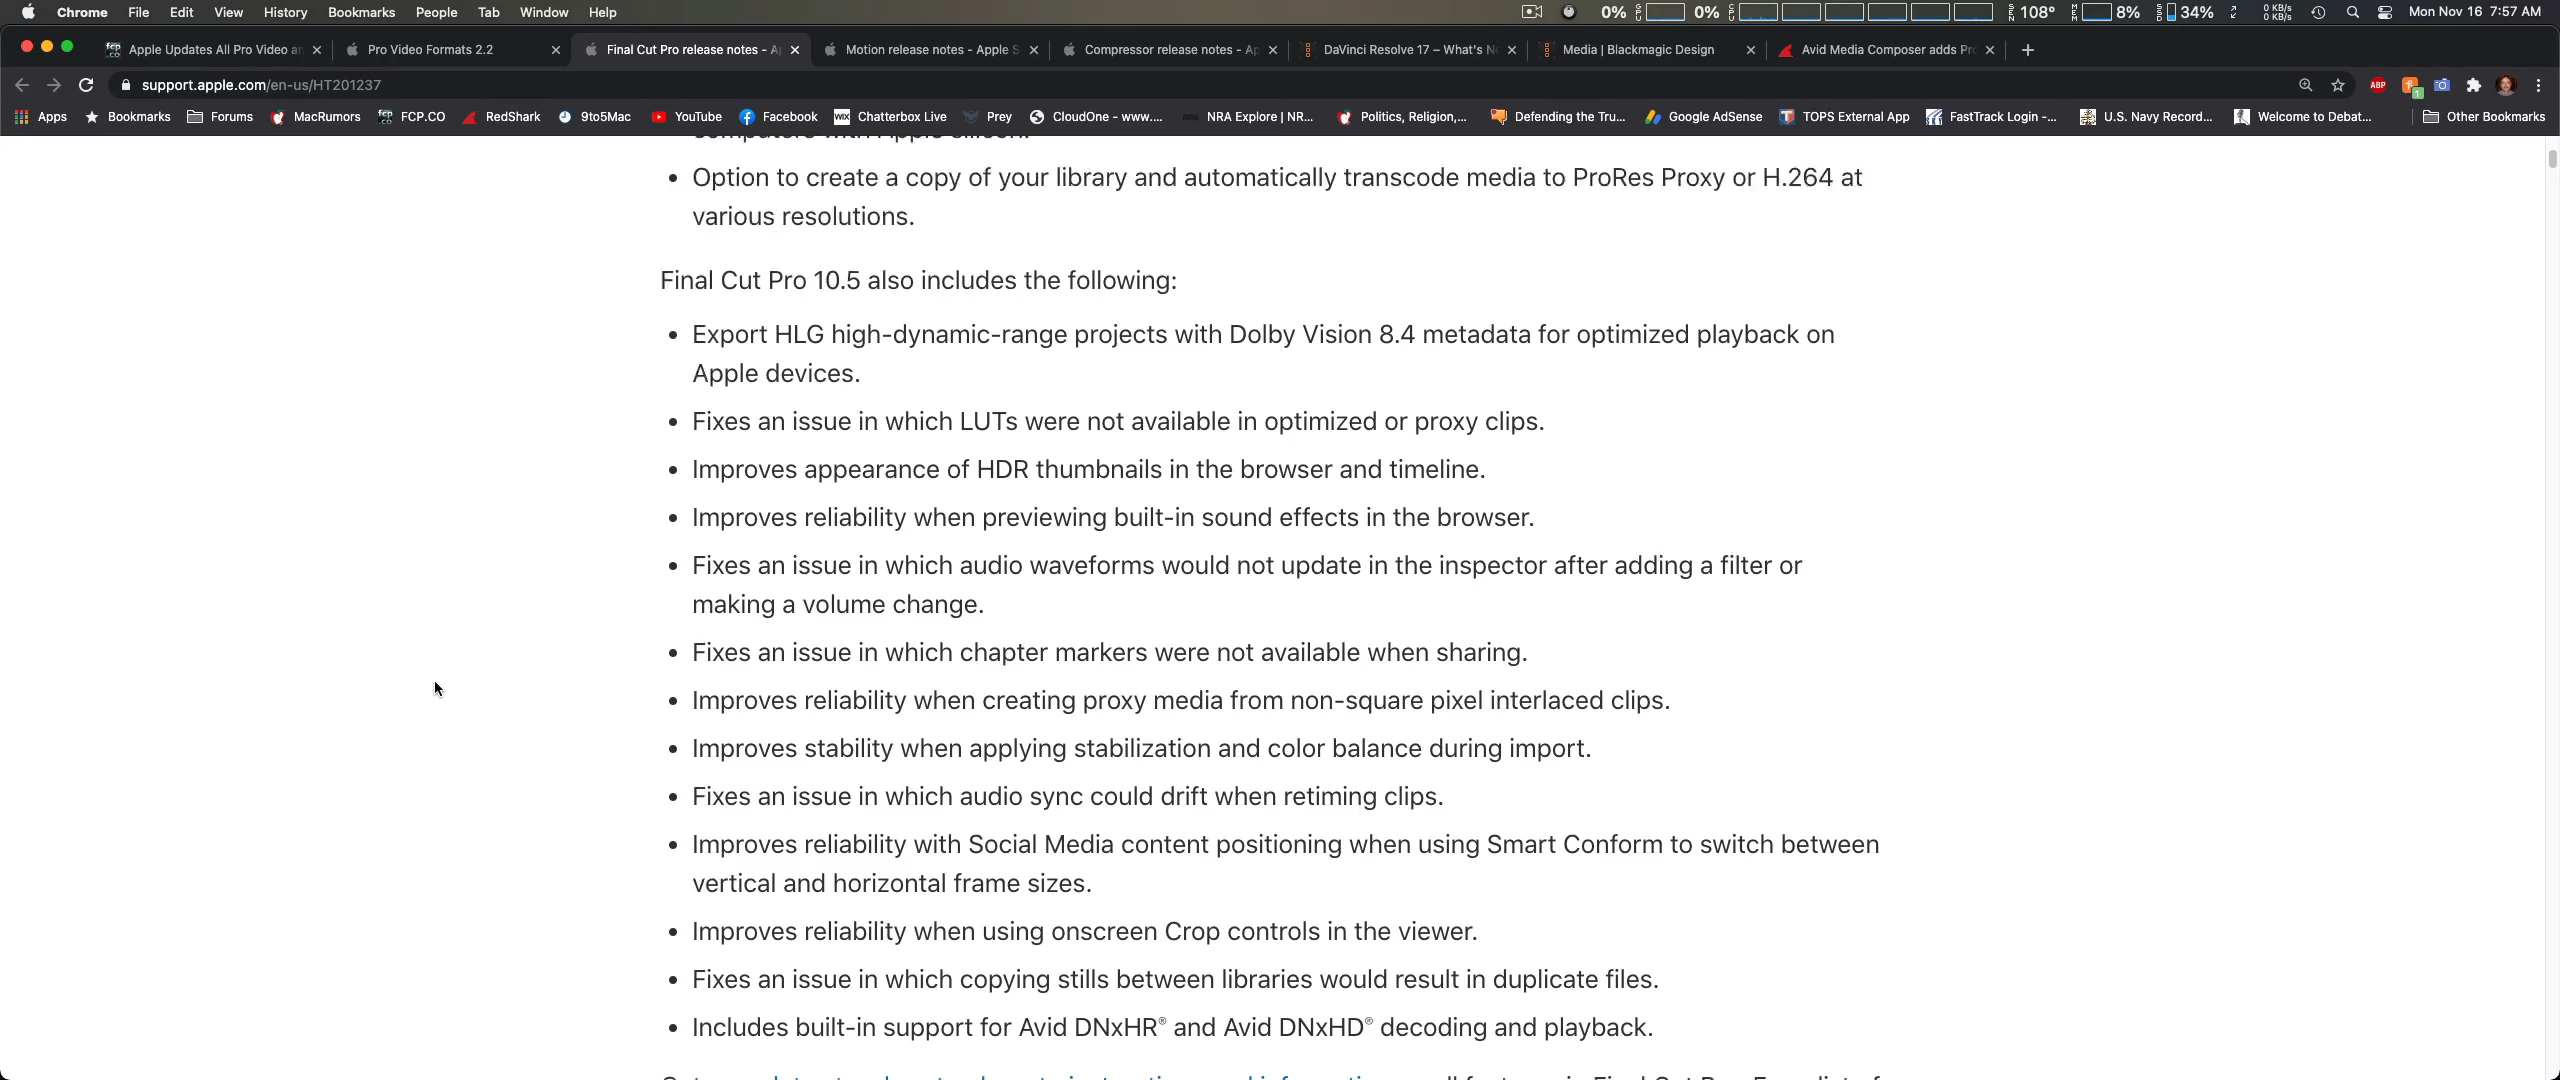 Chrome File Edit View History Bookmarks People Tab Window Help 0% 0% 108° 8% 34% 0 KB/s 0 KB/s Mon Nov 16 7:57 AM
Apple Updates All Pro Video an Pro Video Formats 2.2 Final Cut Pro release notes - Ap Motion release notes - Apple S Compressor release notes - Ap DaVinci Resolve 17 – What's Ne Media | Blackmagic Design Avid Media Composer adds Pro
support.apple.com/en-us/HT201237 ABP 1
Apps Bookmarks Forums MacRumors FCP.CO RedShark 9to5Mac YouTube Facebook WIX Chatterbox Live Prey CloudOne - www.... NRA Explore | NR... Politics, Religion,... Defending the Tru... Google AdSense TOPS External App FastTrack Login -... U.S. Navy Record... Welcome to Debat... Other Bookmarks
computers with Apple silicon.
• Option to create a copy of your library and automatically transcode media to ProRes Proxy or H.264 at
various resolutions.
Final Cut Pro 10.5 also includes the following:
• Export HLG high-dynamic-range projects with Dolby Vision 8.4 metadata for optimized playback on
Apple devices.
• Fixes an issue in which LUTs were not available in optimized or proxy clips.
• Improves appearance of HDR thumbnails in the browser and timeline.
• Improves reliability when previewing built-in sound effects in the browser.
• Fixes an issue in which audio waveforms would not update in the inspector after adding a filter or
making a volume change.
• Fixes an issue in which chapter markers were not available when sharing.
• Improves reliability when creating proxy media from non-square pixel interlaced clips.
• Improves stability when applying stabilization and color balance during import.
• Fixes an issue in which audio sync could drift when retiming clips.
• Improves reliability with Social Media content positioning when using Smart Conform to switch between
vertical and horizontal frame sizes.
• Improves reliability when using onscreen Crop controls in the viewer.
• Fixes an issue in which copying stills between libraries would result in duplicate files.
• Includes built-in support for Avid DNxHR® and Avid DNxHD® decoding and playback.